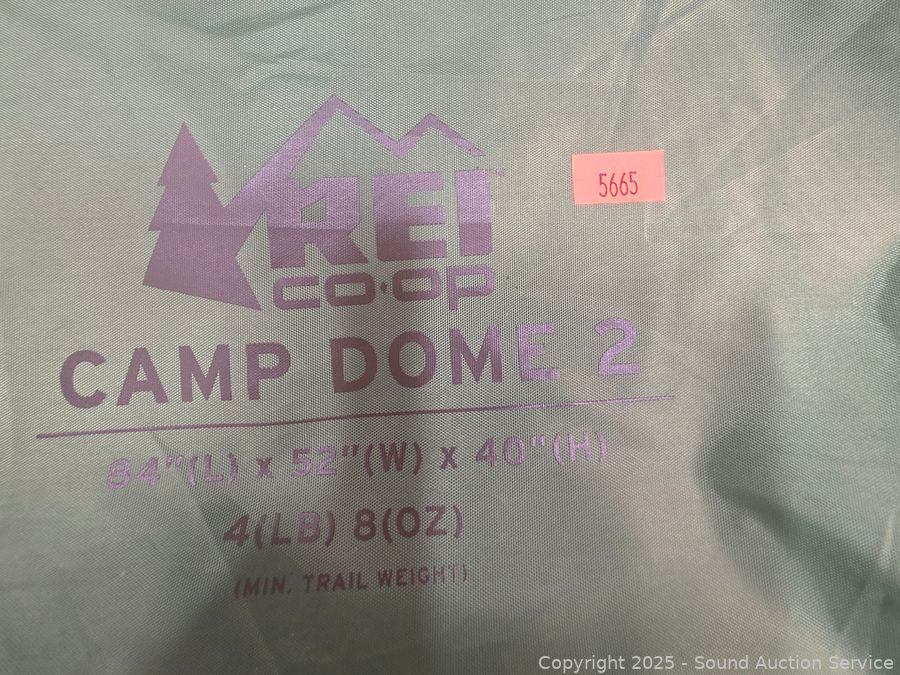 REI
CO·OP
5665
CAMP DOME 2
84"(L) x 52"(W) x 40"(H)
4(LB) 8(OZ)
(MIN. TRAIL WEIGHT)
Copyright 2025 - Sound Auction Service